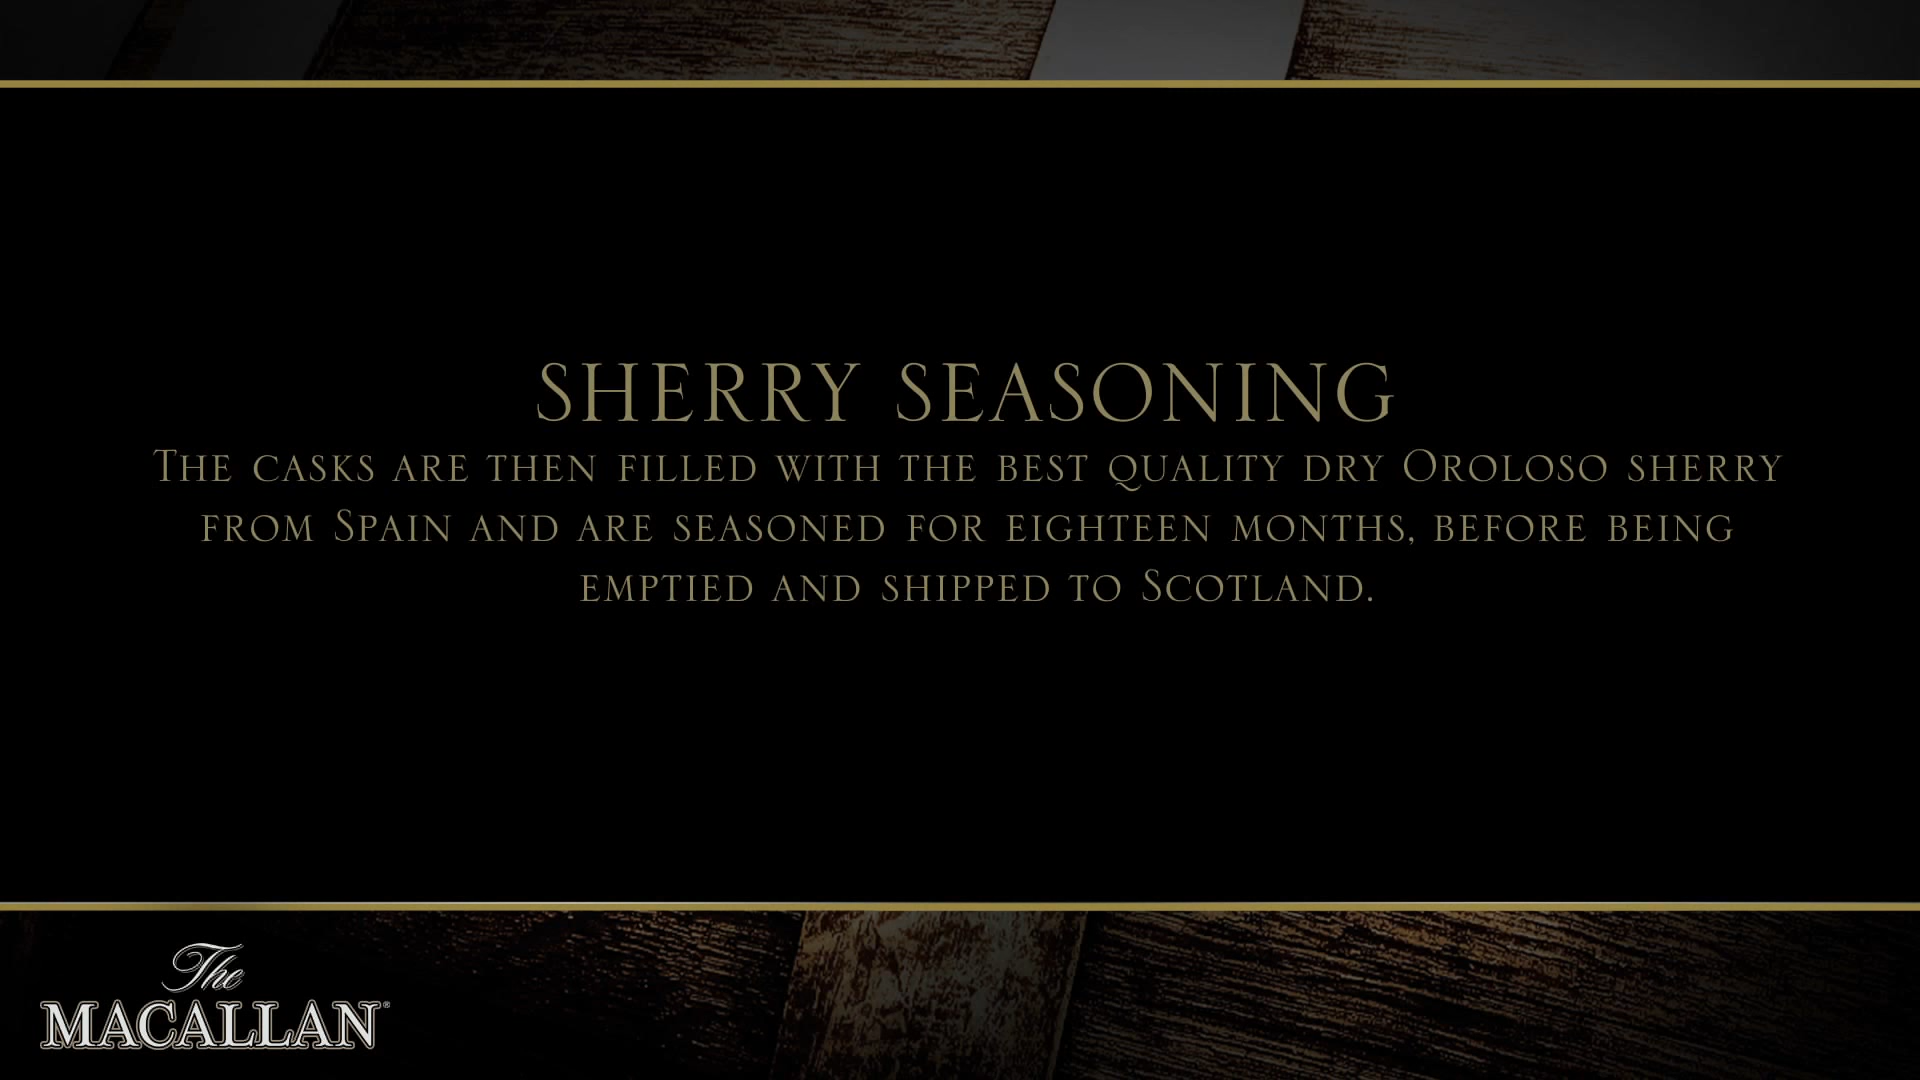 SHERRY SEASONING
THE CASKS ARE THEN FILLED WITH THE BEST QUALITY DRY OROLOSO SHERRY
FROM SPAIN AND ARE SEASONED FOR EIGHTEEN MONTHS, BEFORE BEING
EMPTIED AND SHIPPED TO SCOTLAND.
The
MACALLAN®